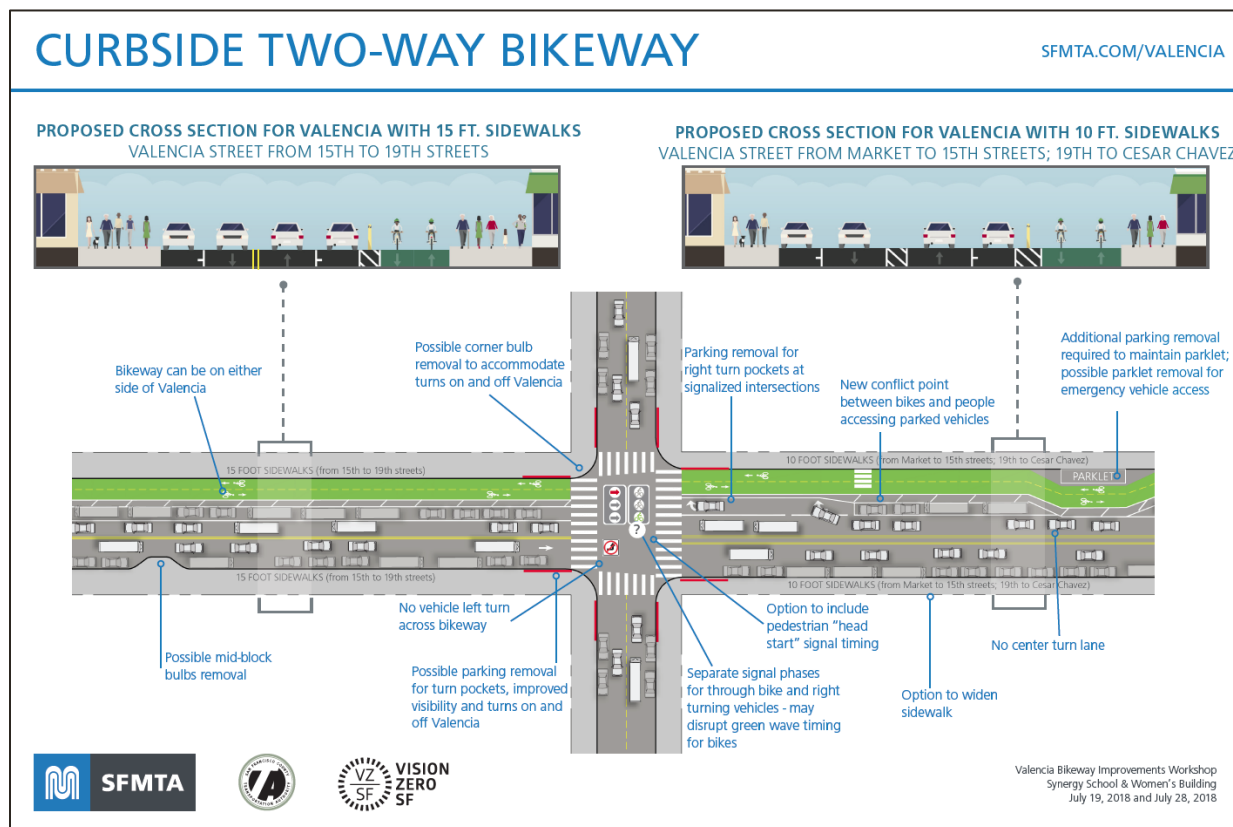 CURBSIDE TWO-WAY BIKEWAY
SFMTA.COM/VALENCIA
PROPOSED CROSS SECTION FOR VALENCIA WITH 15 FT. SIDEWALKS
VALENCIA STREET FROM 15TH TO 19TH STREETS
PROPOSED CROSS SECTION FOR VALENCIA WITH 10 FT. SIDEWALKS
VALENCIA STREET FROM MARKET TO 15TH STREETS; 19TH TO CESAR CHAVEZ
Bikeway can be on either
side of Valencia
Possible corner bulb
removal to accommodate
turns on and off Valencia
Parking removal for
right turn pockets at
signalized intersections
New conflict point
between bikes and people
accessing parked vehicles
Additional parking removal
required to maintain parklet;
possible parklet removal for
emergency vehicle access
15 FOOT SIDEWALKS (from 15th to 19th streets)
10 FOOT SIDEWALKS (from Market to 15th streets; 19th to Cesar Chavez)
PARKLET
?
15 FOOT SIDEWALKS (from 15th to 19th streets)
10 FOOT SIDEWALKS (from Market to 15th streets; 19th to Cesar Chavez)
Possible mid-block
bulbs removal
No vehicle left turn
across bikeway
Possible parking removal
for turn pockets, improved
visibility and turns on and
off Valencia
Separate signal phases
for through bike and right
turning vehicles - may
disrupt green wave timing
for bikes
Option to include
pedestrian “head
start” signal timing
Option to widen
sidewalk
No center turn lane
SFMTA
SAN FRANCISCO COUNTY
TRANSPORTATION AUTHORITY
VZ
SF
VISION
ZERO
SF
Valencia Bikeway Improvements Workshop
Synergy School & Women's Building
July 19, 2018 and July 28, 2018